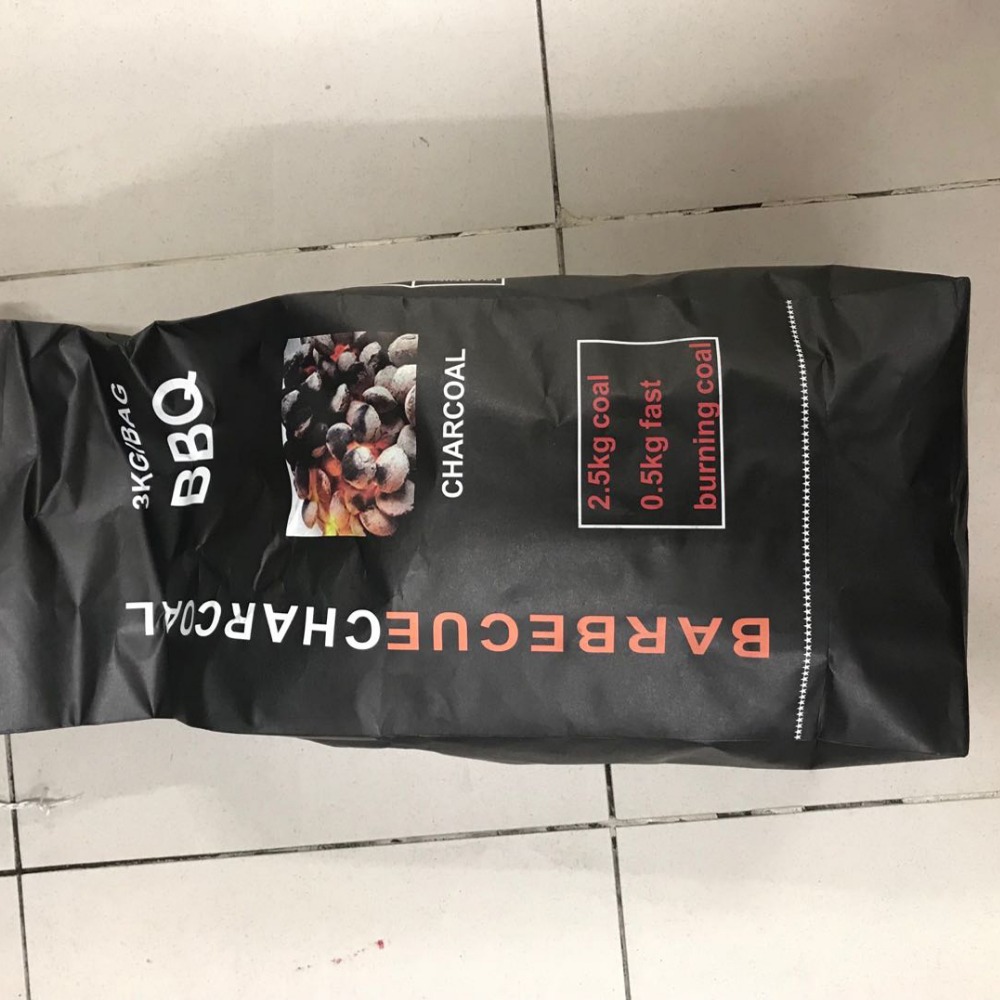 3KG/BAG
BBQ
CHARCOAL
2.5kg coal
0.5kg fast
burning coal
BARBECUECHARCOAL